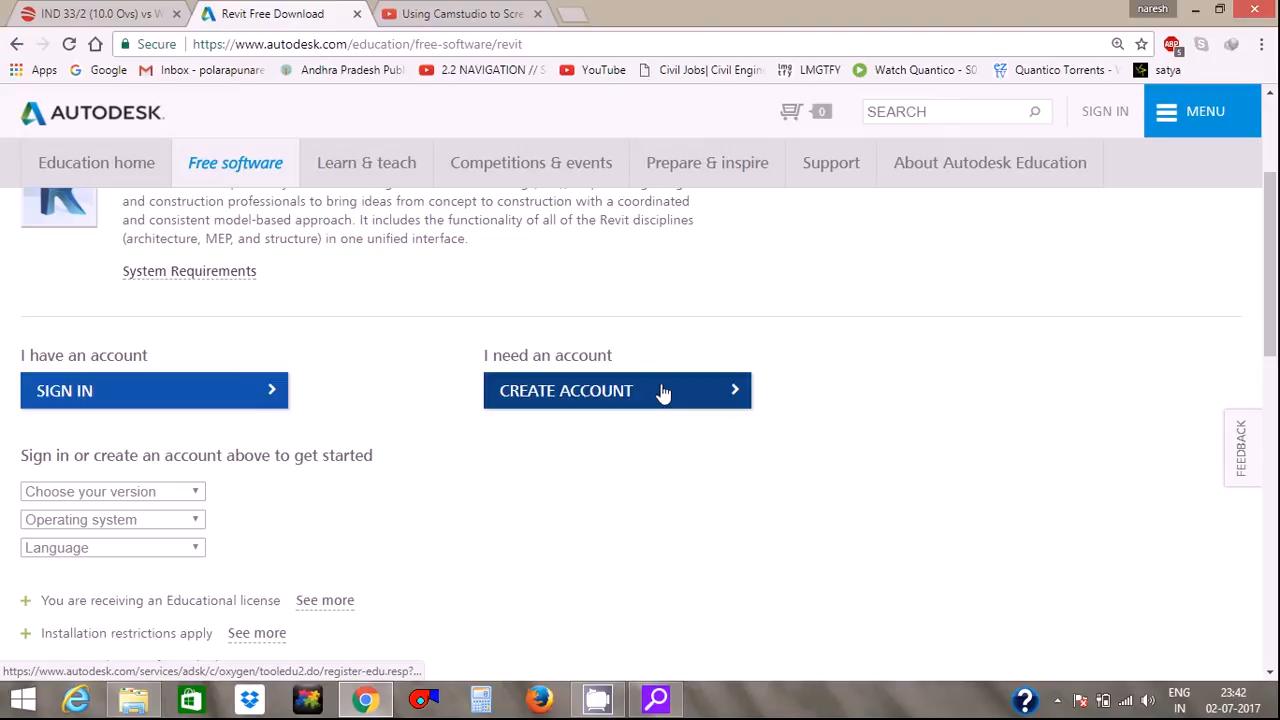 IND 33/2 (10.0 Ovs) vs W
Revit Free Download
Using Camstudio to Scre
naresh
Secure
https://www.autodesk.com/education/free-software/revit
ABP
5
Apps
Google
Inbox - polarapunare
Andhra Pradesh Publ
2.2 NAVIGATION // S
YouTube
Civil Jobs|Civil Engin
lmg
tfy
LMGTFY
Watch Quantico - S0
Quantico Torrents -
satya
AUTODESK.
0
SEARCH
SIGN IN
MENU
Education home
Free software
Learn & teach
Competitions & events
Prepare & inspire
Support
About Autodesk Education
and construction professionals to bring ideas from concept to construction with a coordinated
and consistent model-based approach. It includes the functionality of all of the Revit disciplines
(architecture, MEP, and structure) in one unified interface.
System Requirements
I have an account
I need an account
SIGN IN
CREATE ACCOUNT
FEEDBACK
Sign in or create an account above to get started
Choose your version
Operating system
Language
+ You are receiving an Educational license See more
+ Installation restrictions apply See more
https://www.autodesk.com/services/adsk/c/oxygen/tooledu2.do/register-edu.resp?...
ENG
IN
23:42
02-07-2017